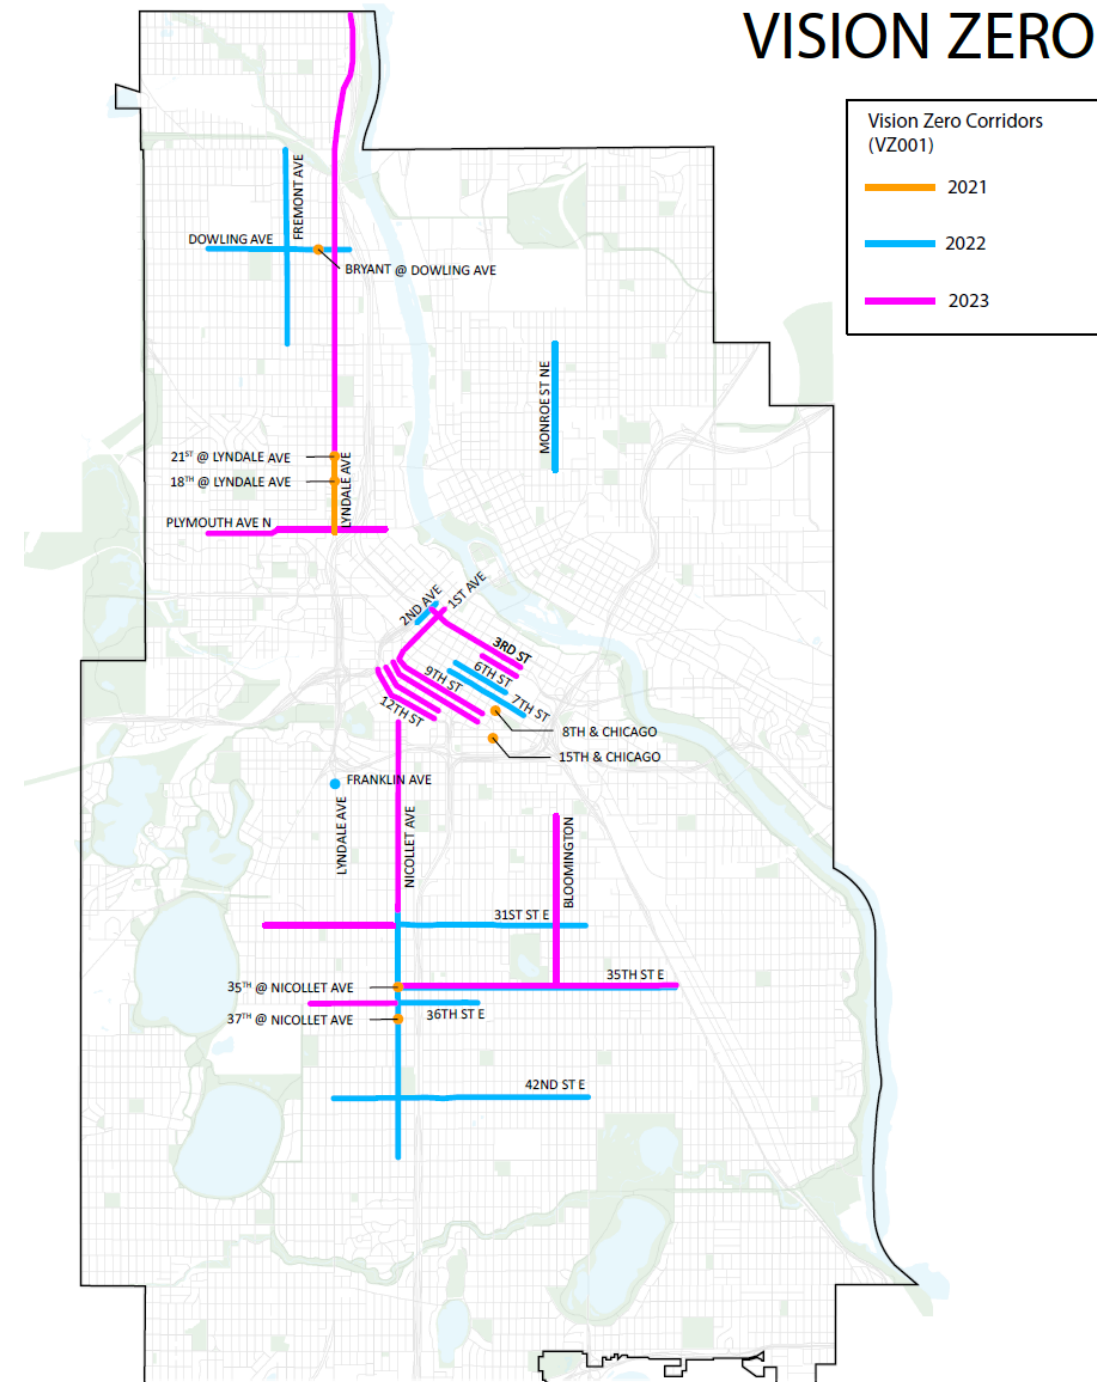 VISION ZERO
Vision Zero Corridors
(VZ001)
2021
2022
2023
FREMONT AVE
DOWLING AVE
BRYANT @ DOWLING AVE
MONROE ST NE
21ST @ LYNDALE AVE
18TH @ LYNDALE AVE
LYNDALE AVE
PLYMOUTH AVE N
2ND AVE
1ST AVE
3RD ST
6TH ST
9TH ST
7TH ST
12TH ST
8TH & CHICAGO
15TH & CHICAGO
FRANKLIN AVE
LYNDALE AVE
NICOLLET AVE
BLOOMINGTON
31ST ST E
35TH ST E
35TH @ NICOLLET AVE
36TH ST E
37TH @ NICOLLET AVE
42ND ST E